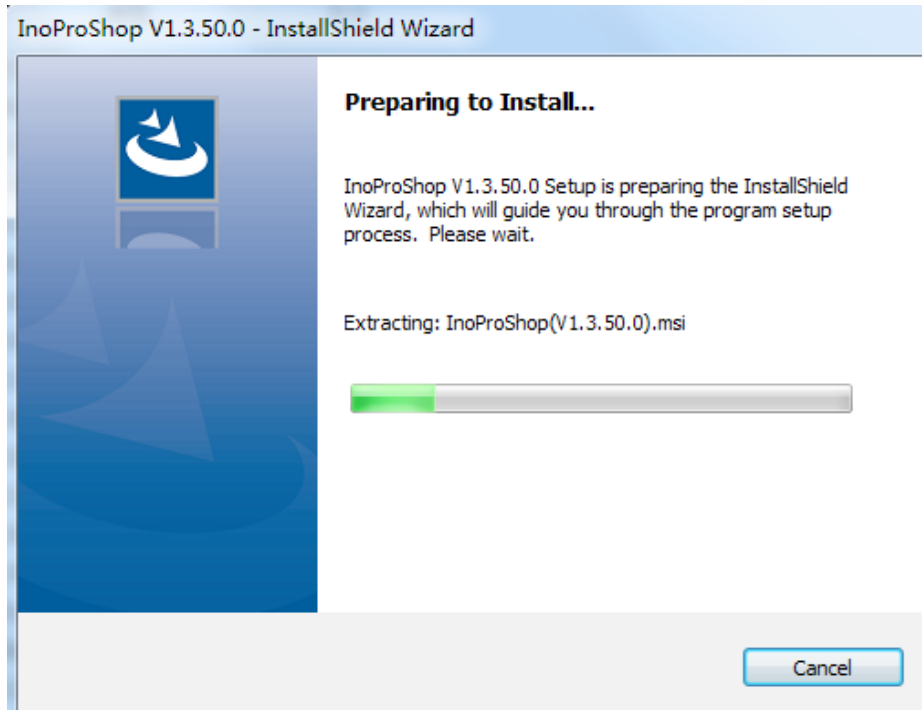 InoProShop V1.3.50.0 - InstallShield Wizard
Preparing to Install...
InoProShop V1.3.50.0 Setup is preparing the InstallShield
Wizard, which will guide you through the program setup
process.  Please wait.
Extracting: InoProShop(V1.3.50.0).msi
Cancel